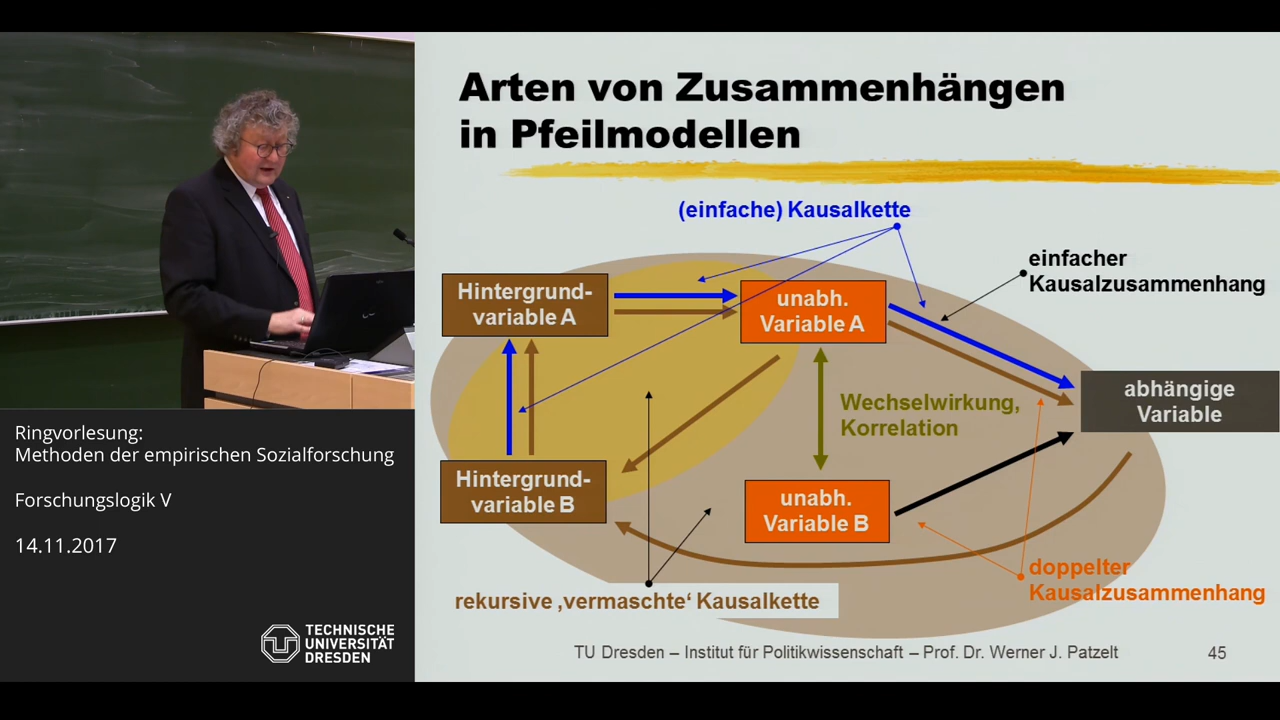 Arten von Zusammenhängen
in Pfeilmodellen
(einfache) Kausalkette
einfacher
Kausalzusammenhang
Hintergrund-
variable A
unabh.
Variable A
abhängige
Variable
Wechselwirkung,
Korrelation
Hintergrund-
variable B
unabh.
Variable B
doppelter
Kausalzusammenhang
rekursive ‚vermaschte‘ Kausalkette
TU Dresden – Institut für Politikwissenschaft – Prof. Dr. Werner J. Patzelt
45
Ringvorlesung:
Methoden der empirischen Sozialforschung
Forschungslogik V
14.11.2017
TECHNISCHE
UNIVERSITÄT
DRESDEN